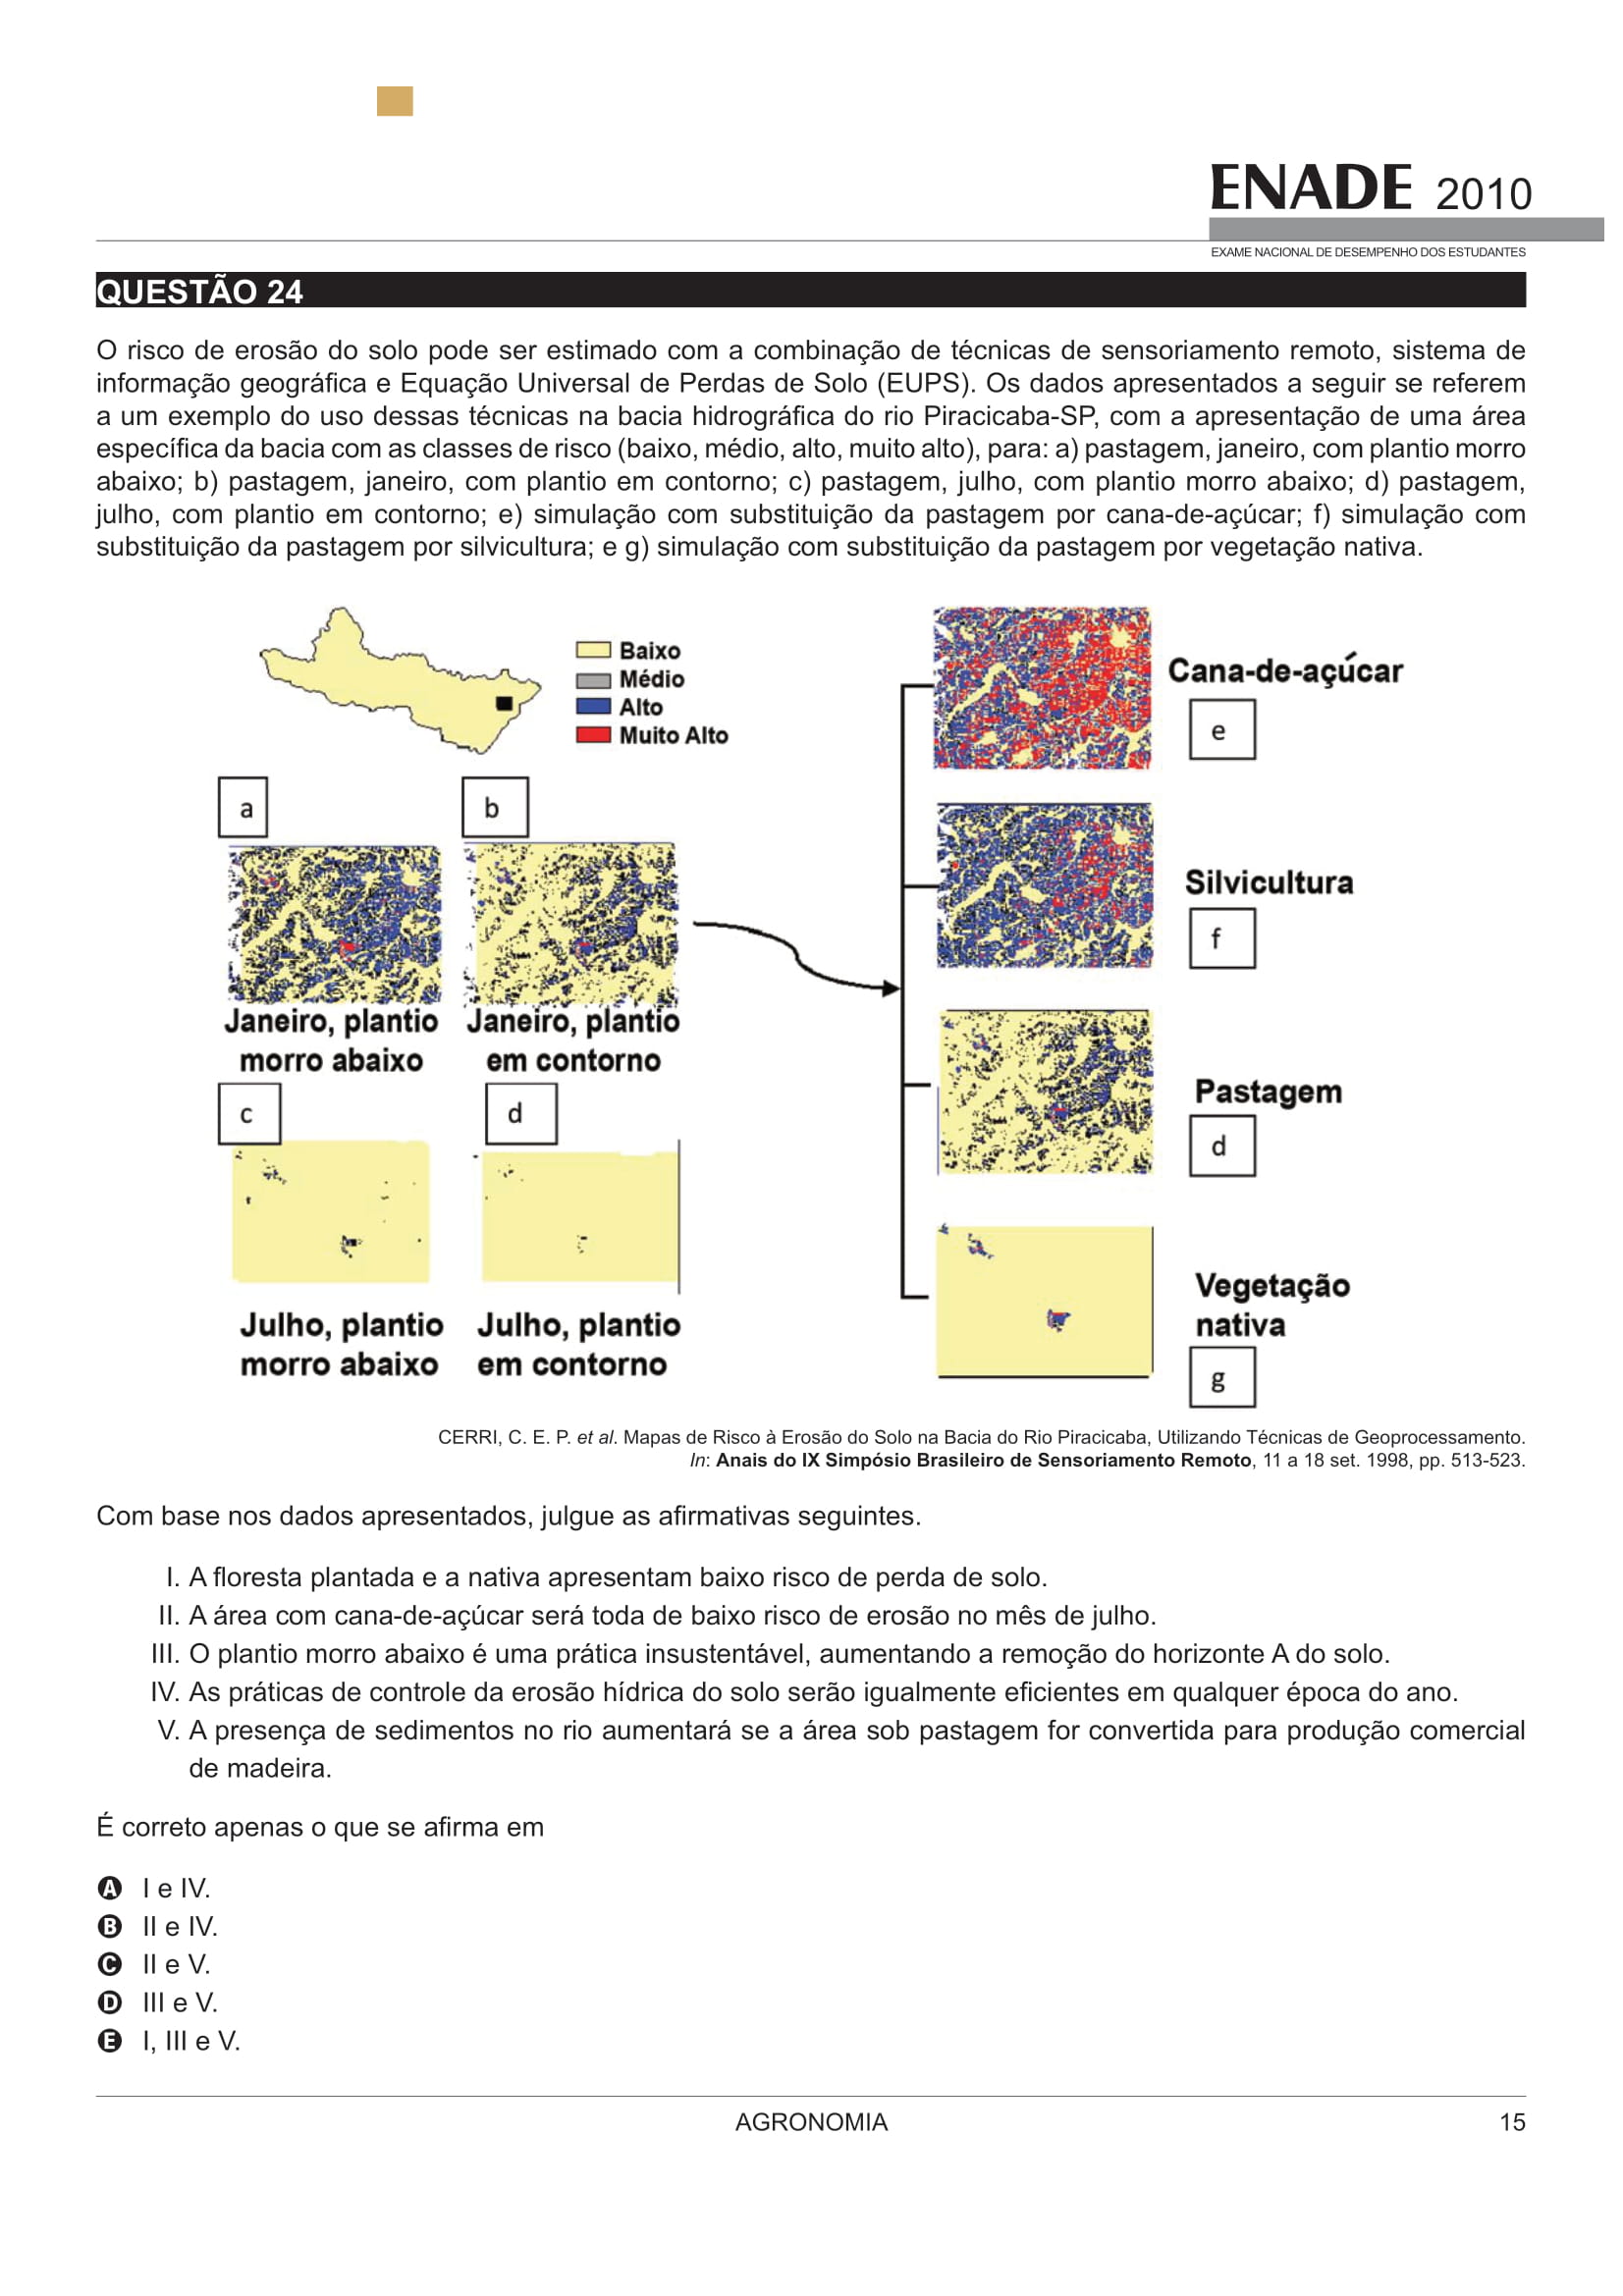 ENADE 2010
EXAME NACIONAL DE DESEMPENHO DOS ESTUDANTES
QUESTÃO 24
O risco de erosão do solo pode ser estimado com a combinação de técnicas de sensoriamento remoto, sistema de
informação geográfica e Equação Universal de Perdas de Solo (EUPS). Os dados apresentados a seguir se referem
a um exemplo do uso dessas técnicas na bacia hidrográfica do rio Piracicaba-SP, com a apresentação de uma área
específica da bacia com as classes de risco (baixo, médio, alto, muito alto), para: a) pastagem, janeiro, com plantio morro
abaixo; b) pastagem, janeiro, com plantio em contorno; c) pastagem, julho, com plantio morro abaixo; d) pastagem,
julho, com plantio em contorno; e) simulação com substituição da pastagem por cana-de-açúcar; f) simulação com
substituição da pastagem por silvicultura; e g) simulação com substituição da pastagem por vegetação nativa.
Baixo
Médio
Alto
Muito Alto
a
b
Janeiro, plantio
morro abaixo
Janeiro, plantio
em contorno
c
d
Julho, plantio
morro abaixo
Julho, plantio
em contorno
Cana-de-açúcar
e
Silvicultura
f
Pastagem
d
Vegetação
nativa
g
CERRI, C. E. P. et al. Mapas de Risco à Erosão do Solo na Bacia do Rio Piracicaba, Utilizando Técnicas de Geoprocessamento.
In: Anais do IX Simpósio Brasileiro de Sensoriamento Remoto, 11 a 18 set. 1998, pp. 513-523.
Com base nos dados apresentados, julgue as afirmativas seguintes.
I. A floresta plantada e a nativa apresentam baixo risco de perda de solo.
II. A área com cana-de-açúcar será toda de baixo risco de erosão no mês de julho.
III. O plantio morro abaixo é uma prática insustentável, aumentando a remoção do horizonte A do solo.
IV. As práticas de controle da erosão hídrica do solo serão igualmente eficientes em qualquer época do ano.
V. A presença de sedimentos no rio aumentará se a área sob pastagem for convertida para produção comercial
de madeira.
É correto apenas o que se afirma em
A I e IV.
B II e IV.
C II e V.
D III e V.
E I, III e V.
AGRONOMIA
15